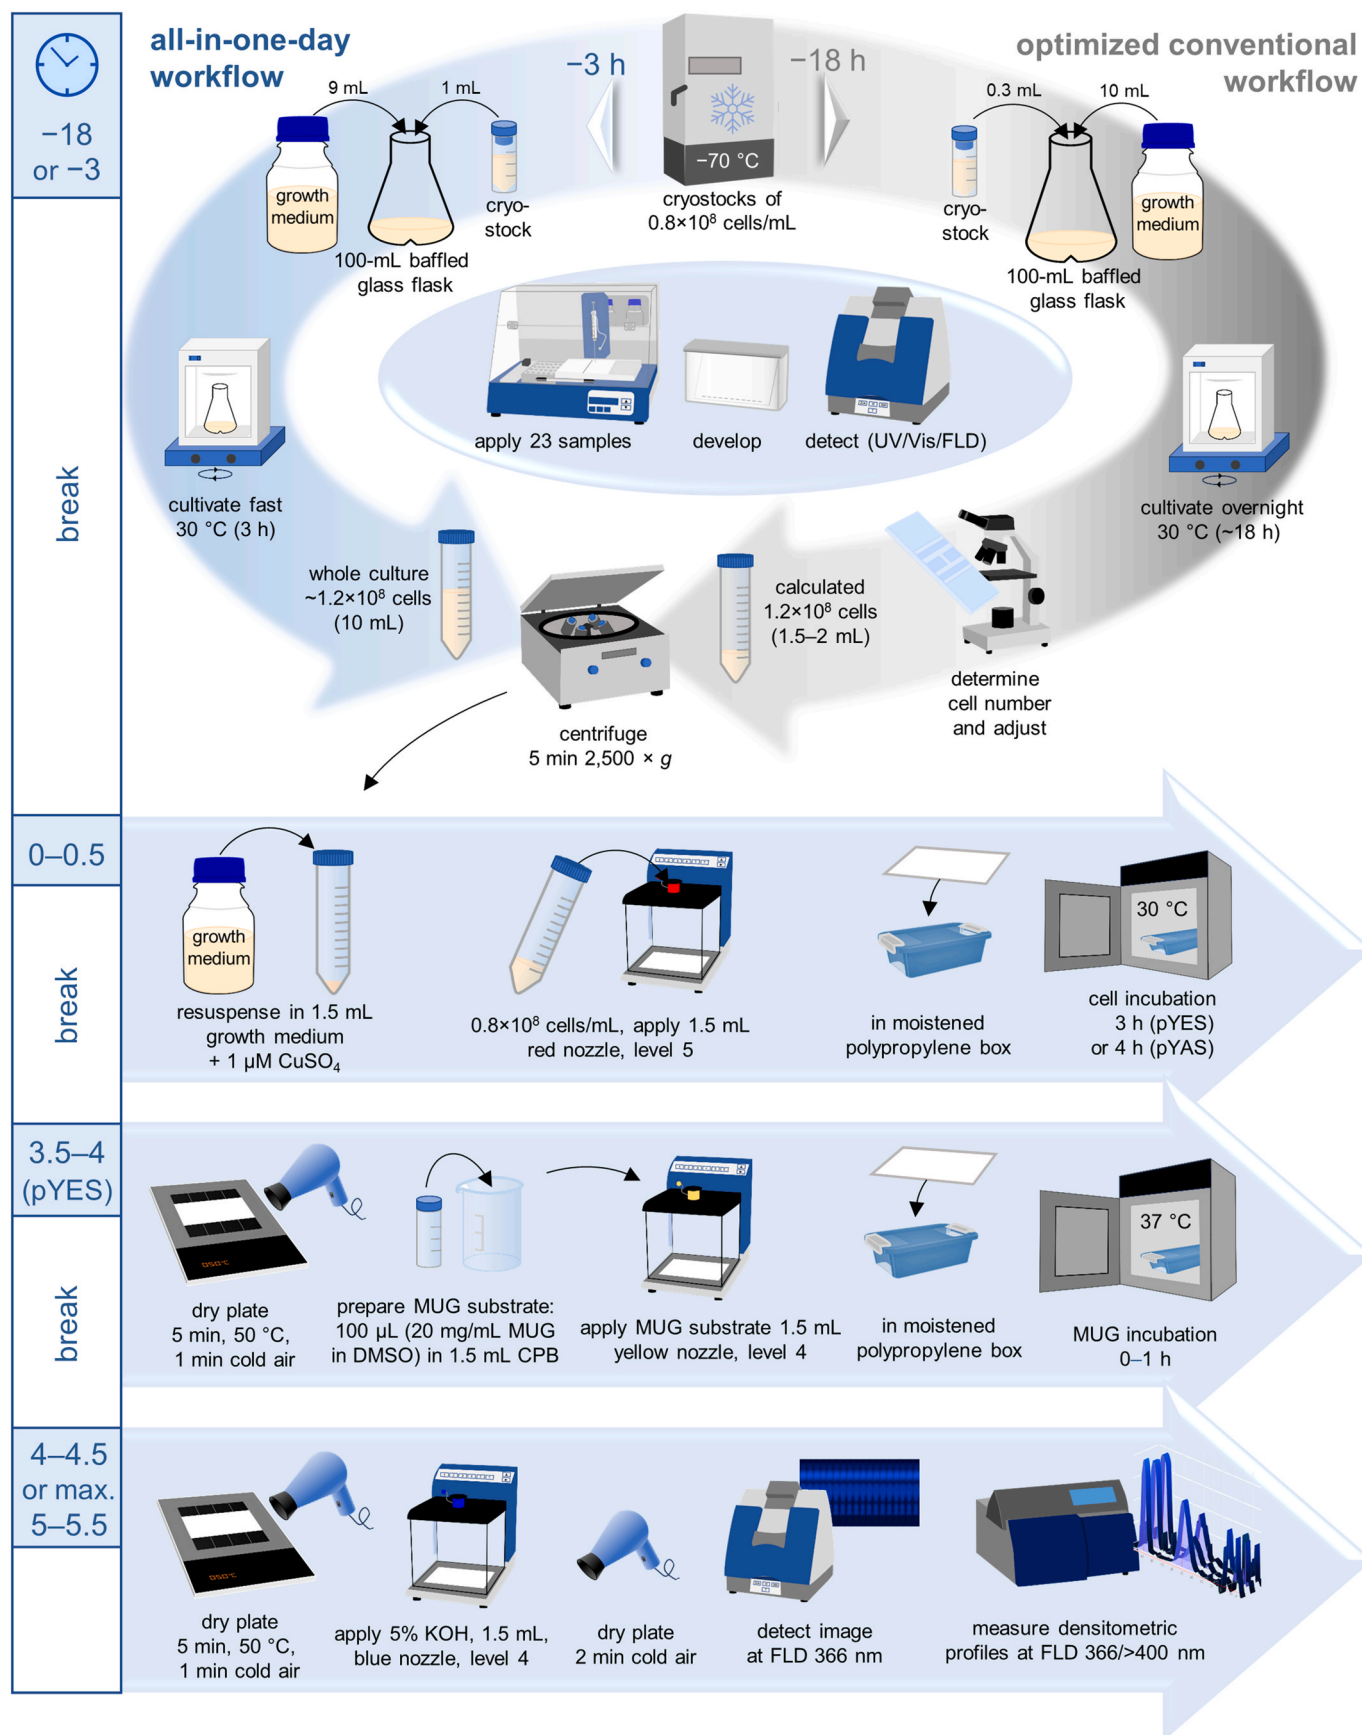 all-in-one-day
workflow
optimized conventional
workflow
−3 h
−18 h
−18
or −3
9 mL
1 mL
growth
medium
cryo-
stock
100-mL baffled
glass flask
−70 °C
cryostocks of
0.8×10⁸ cells/mL
0.3 mL
10 mL
cryo-
stock
growth
medium
100-mL baffled
glass flask
apply 23 samples
develop
detect (UV/Vis/FLD)
break
cultivate fast
30 °C (3 h)
cultivate overnight
30 °C (~18 h)
whole culture
~1.2×10⁸ cells
(10 mL)
calculated
1.2×10⁸ cells
(1.5–2 mL)
determine
cell number
and adjust
centrifuge
5 min 2,500 × g
0–0.5
break
growth
medium
resuspense in 1.5 mL
growth medium
+ 1 µM CuSO₄
0.8×10⁸ cells/mL, apply 1.5 mL
red nozzle, level 5
in moistened
polypropylene box
30 °C
cell incubation
3 h (pYES)
or 4 h (pYAS)
3.5–4
(pYES)
break
050°C
dry plate
5 min, 50 °C,
1 min cold air
prepare MUG substrate:
100 µL (20 mg/mL MUG
in DMSO) in 1.5 mL CPB
apply MUG substrate 1.5 mL
yellow nozzle, level 4
in moistened
polypropylene box
37 °C
MUG incubation
0–1 h
4–4.5
or max.
5–5.5
050°C
dry plate
5 min, 50 °C,
1 min cold air
apply 5% KOH, 1.5 mL,
blue nozzle, level 4
dry plate
2 min cold air
detect image
at FLD 366 nm
measure densitometric
profiles at FLD 366/>400 nm